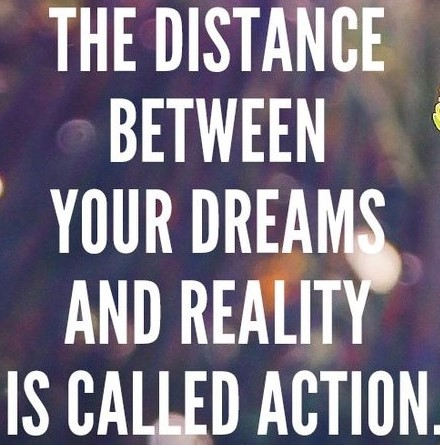 THE DISTANCE
BETWEEN
YOUR DREAMS
AND REALITY
IS CALLED ACTION.